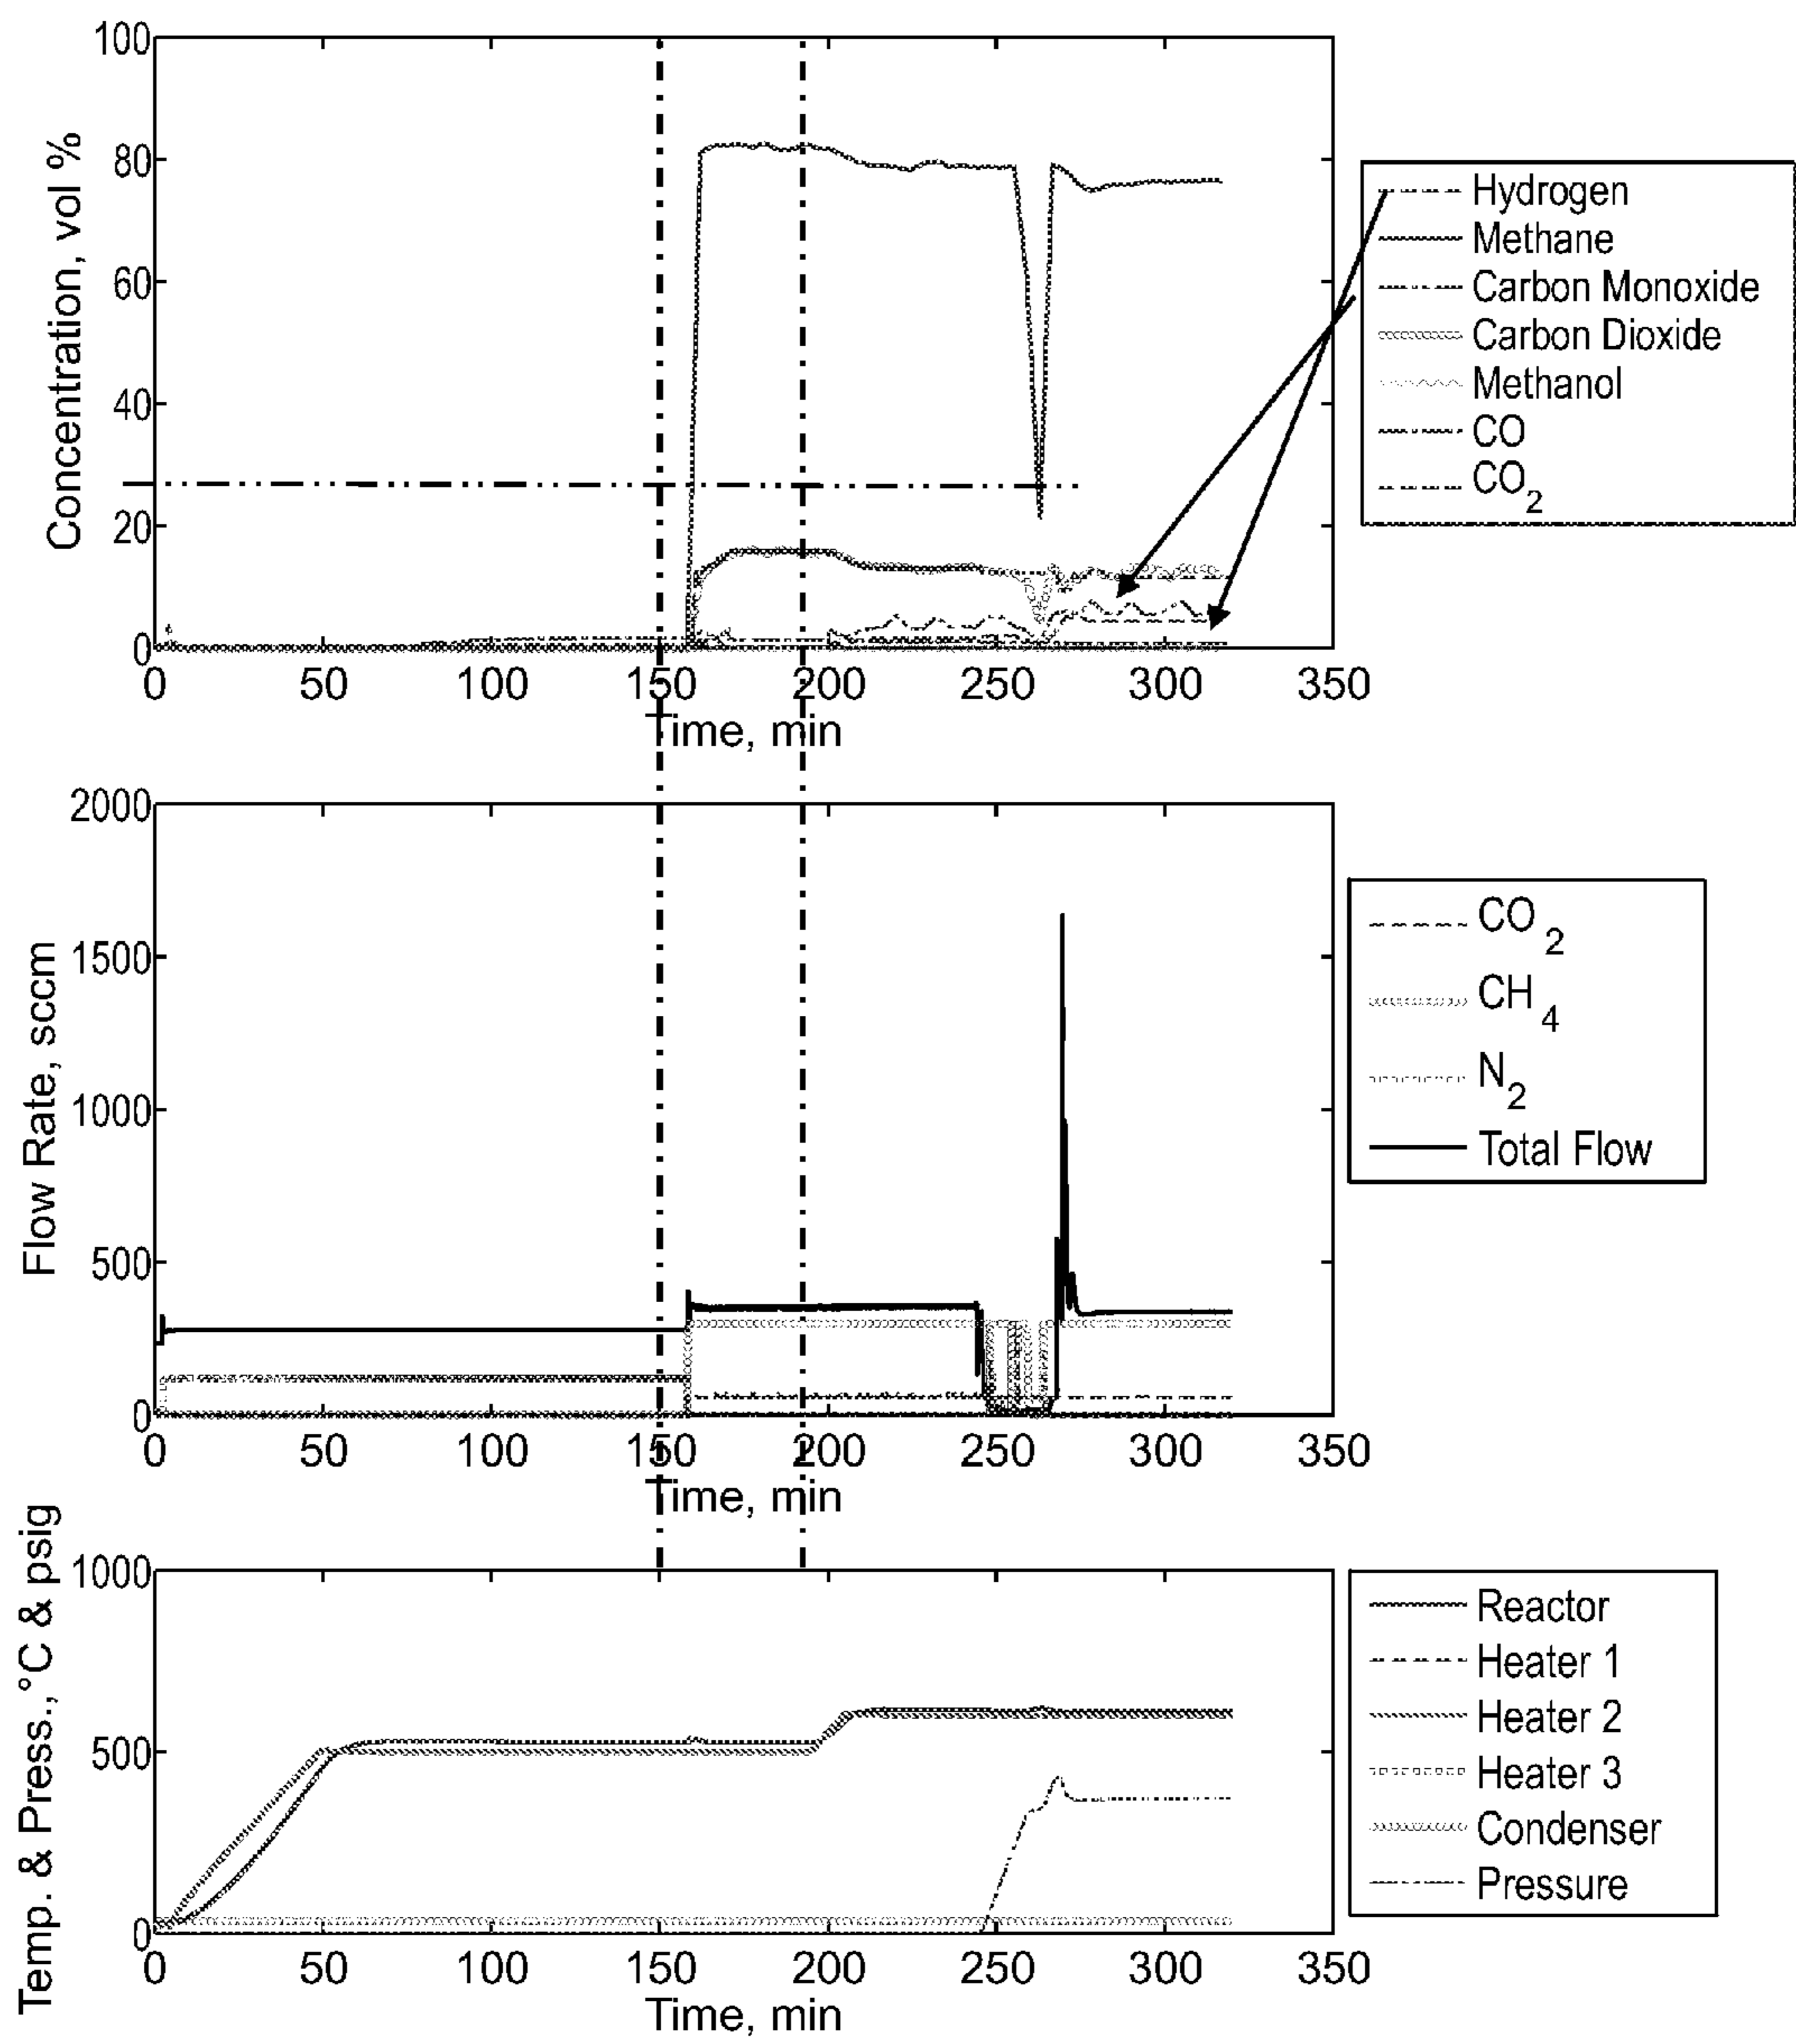 Concentration, vol %
100
80
60
40
20
0
0 50 100 150 200 250 300 350
Time, min
Hydrogen
Methane
Carbon Monoxide
Carbon Dioxide
Methanol
CO
CO2
Flow Rate, sccm
2000
1500
1000
500
0
0 50 100 150 200 250 300 350
Time, min
CO2
CH4
N2
Total Flow
Temp. & Press.,°C & psig
1000
500
0
0 50 100 150 200 250 300 350
Time, min
Reactor
Heater 1
Heater 2
Heater 3
Condenser
Pressure